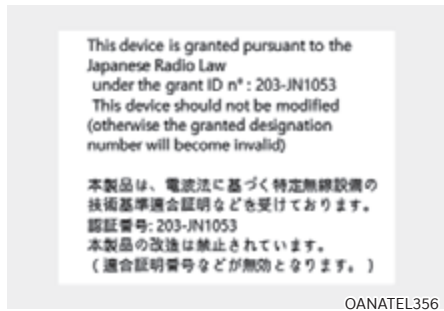 This device is granted pursuant to the
Japanese Radio Law
under the grant ID n° : 203-JN1053
This device should not be modified
(otherwise the granted designation
number will become invalid)
本製品は、電波法に基づく特定無線設備の
技術基準適合証明などを受けております。
認証番号: 203-JN1053
本製品の改造は禁止されています。
（適合証明番号などが無効となります。）
OANATEL356